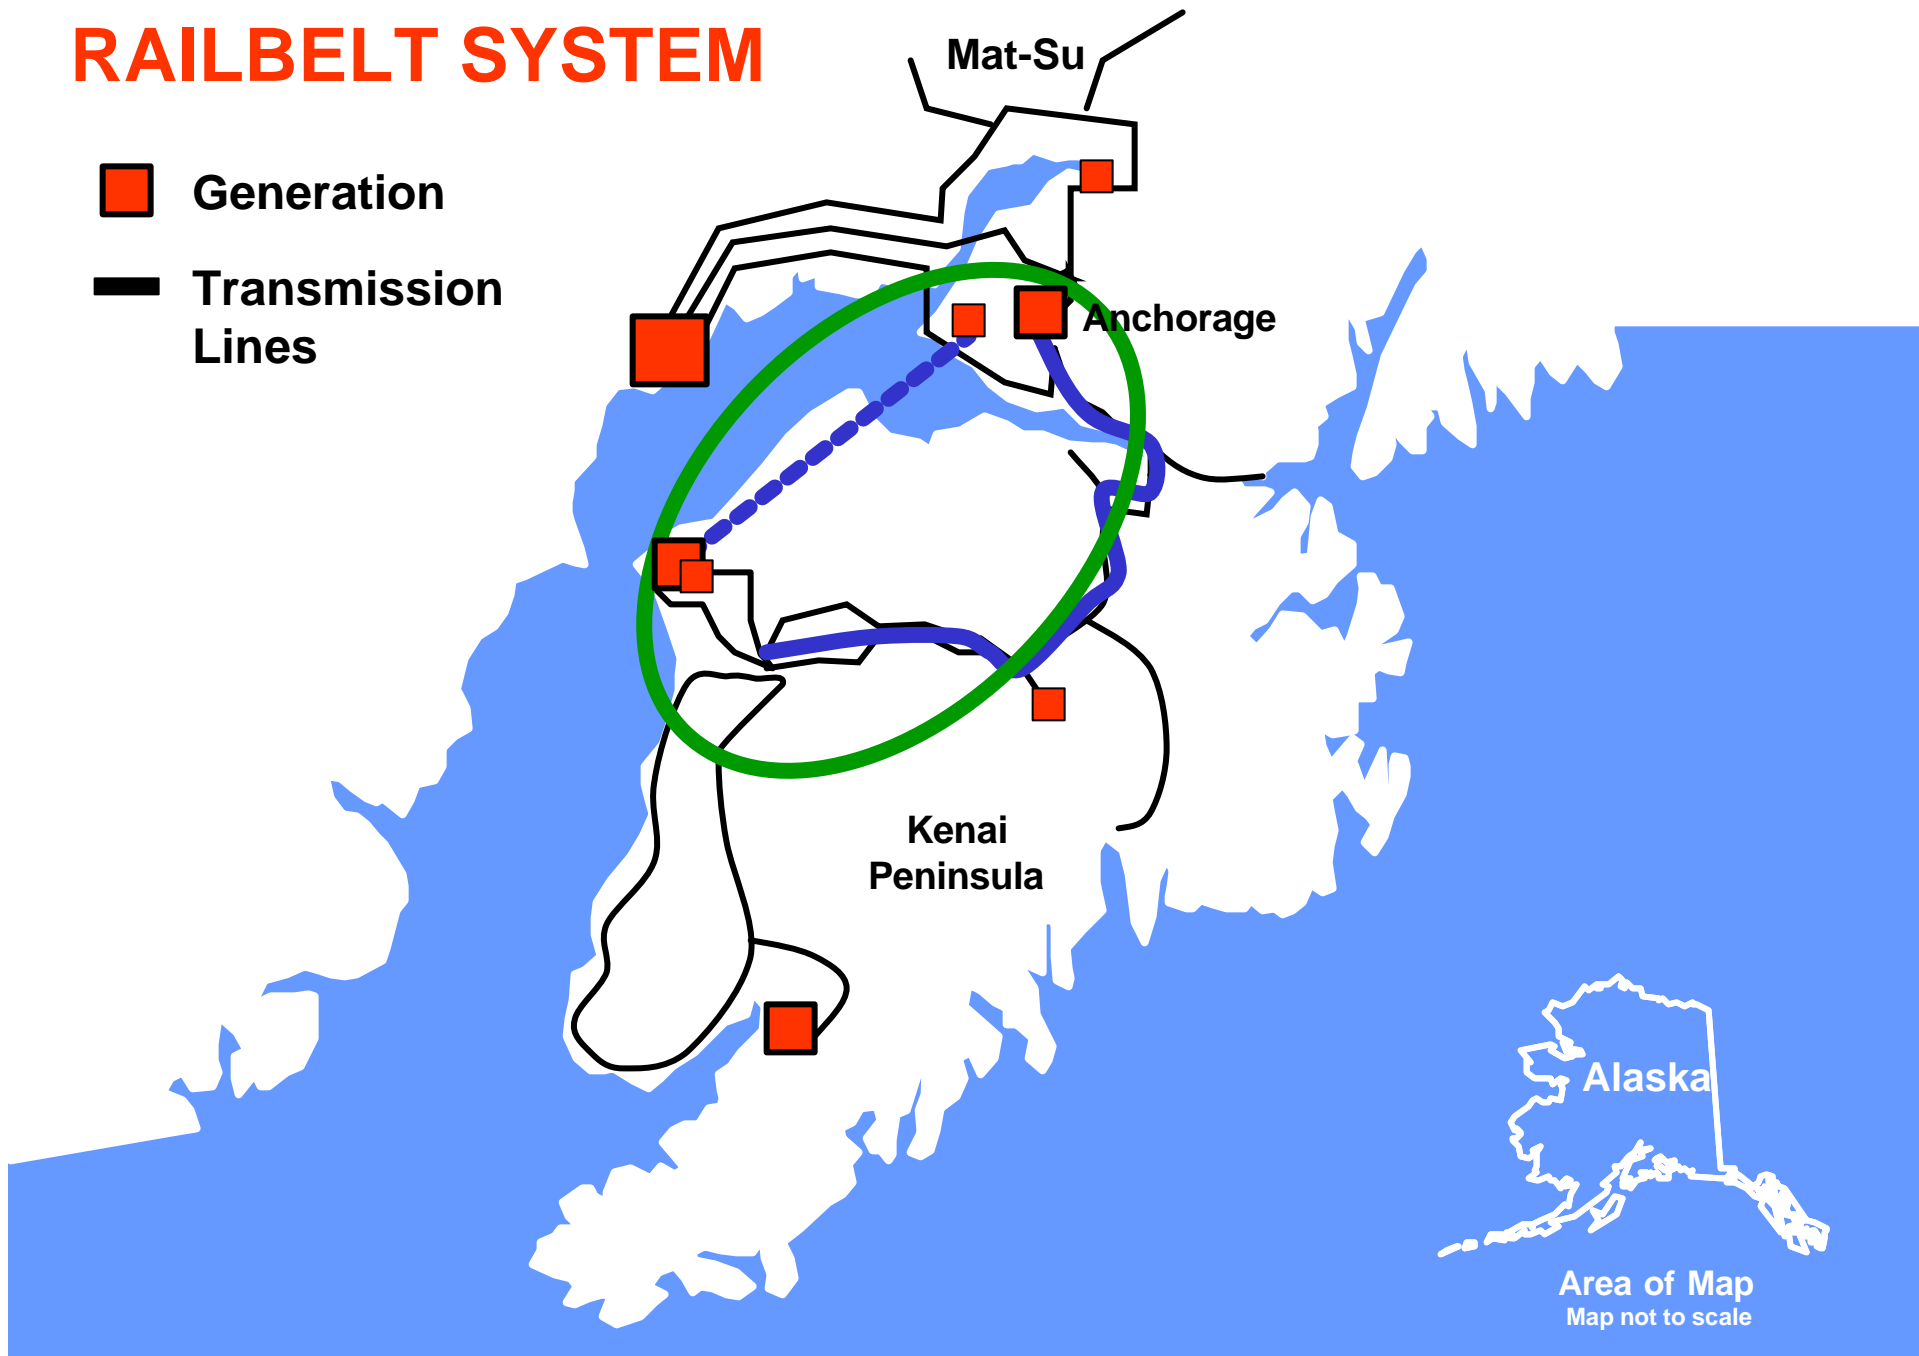 RAILBELT SYSTEM
Mat-Su
Generation
Transmission
Lines
Anchorage
Kenai
Peninsula
Alaska
Area of Map
Map not to scale